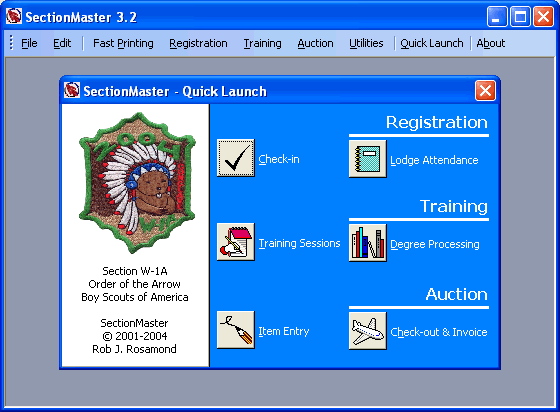 SectionMaster 3.2
File Edit Fast Printing Registration Training Auction Utilities Quick Launch About
SectionMaster - Quick Launch
Registration
Check-in
Lodge Attendance
Training
Training Sessions
Degree Processing
Auction
Item Entry
Check-out & Invoice
Section W-1A
Order of the Arrow
Boy Scouts of America
SectionMaster
© 2001-2004
Rob J. Rosamond